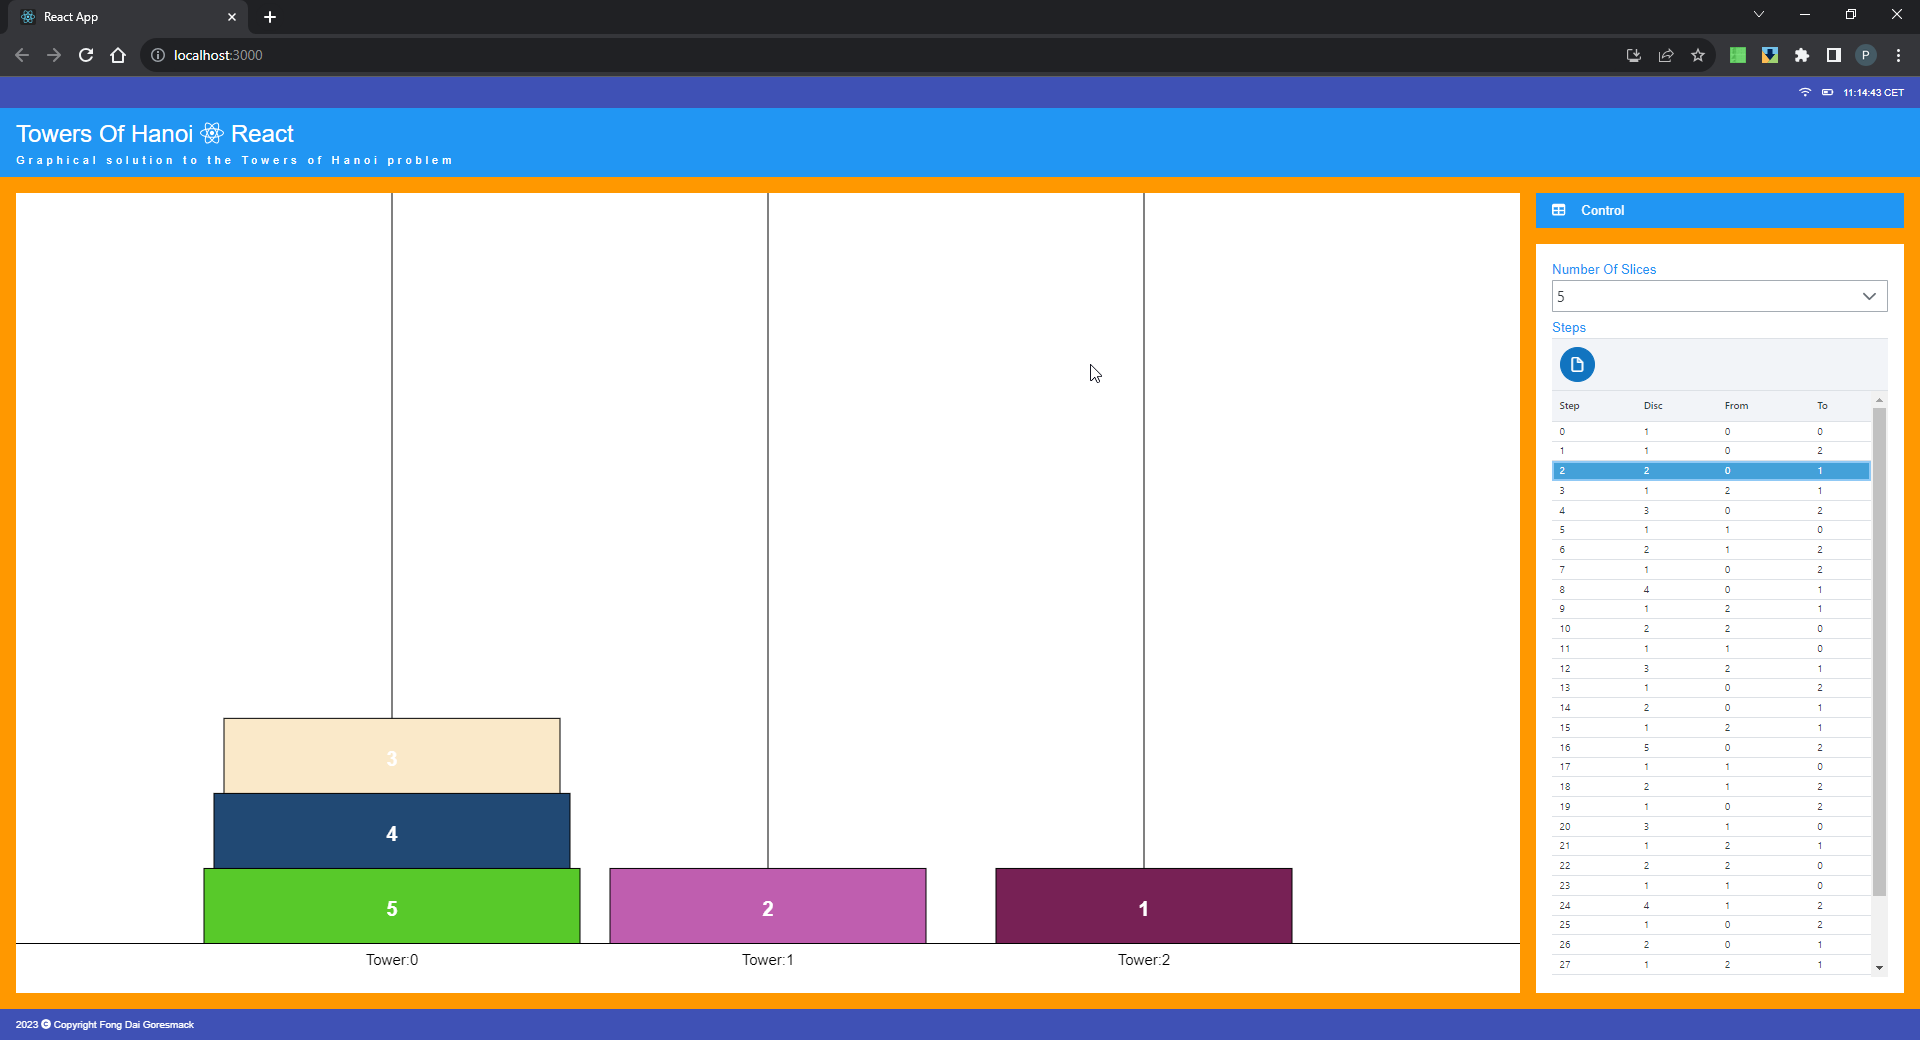 React App
localhost:3000
P
11:14:43 CET
Towers Of Hanoi React
Graphical solution to the Towers of Hanoi problem
3
4
5
2
1
Tower:0
Tower:1
Tower:2
Control
Number Of Slices
5
Steps
Step Disc From To
0 1 0 0
1 1 0 2
2 2 0 1
3 1 2 1
4 3 0 2
5 1 1 0
6 2 1 2
7 1 0 2
8 4 0 1
9 1 2 1
10 2 2 0
11 1 1 0
12 3 2 1
13 1 0 2
14 2 0 1
15 1 2 1
16 5 0 2
17 1 1 0
18 2 1 2
19 1 0 2
20 3 1 0
21 1 2 1
22 2 2 0
23 1 1 0
24 4 1 2
25 1 0 2
26 2 0 1
27 1 2 1
2023 © Copyright Fong Dai Goresmack